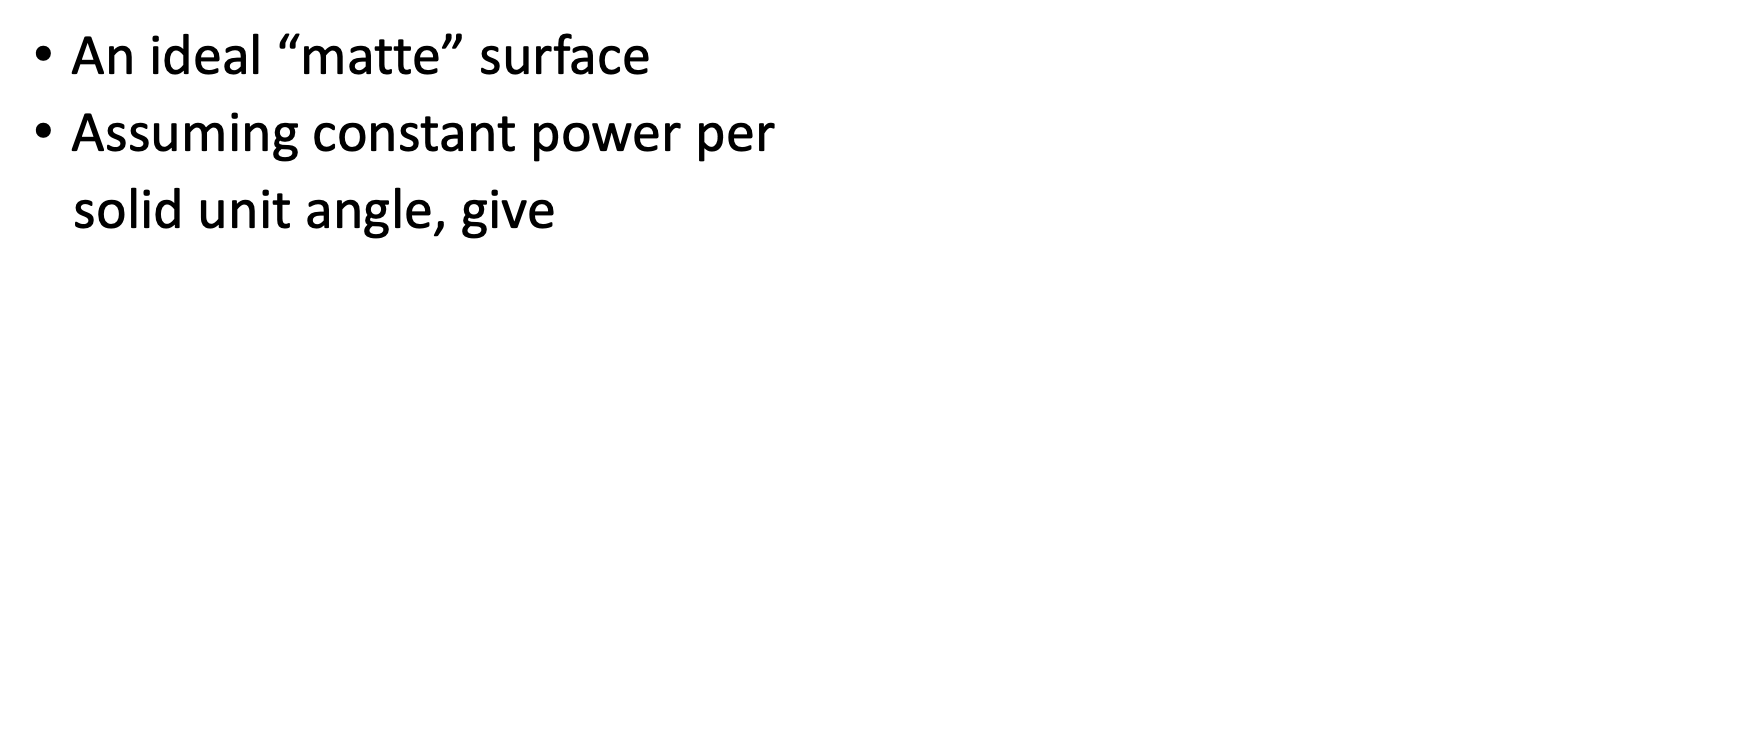 • An ideal “matte” surface
• Assuming constant power per
solid unit angle, give